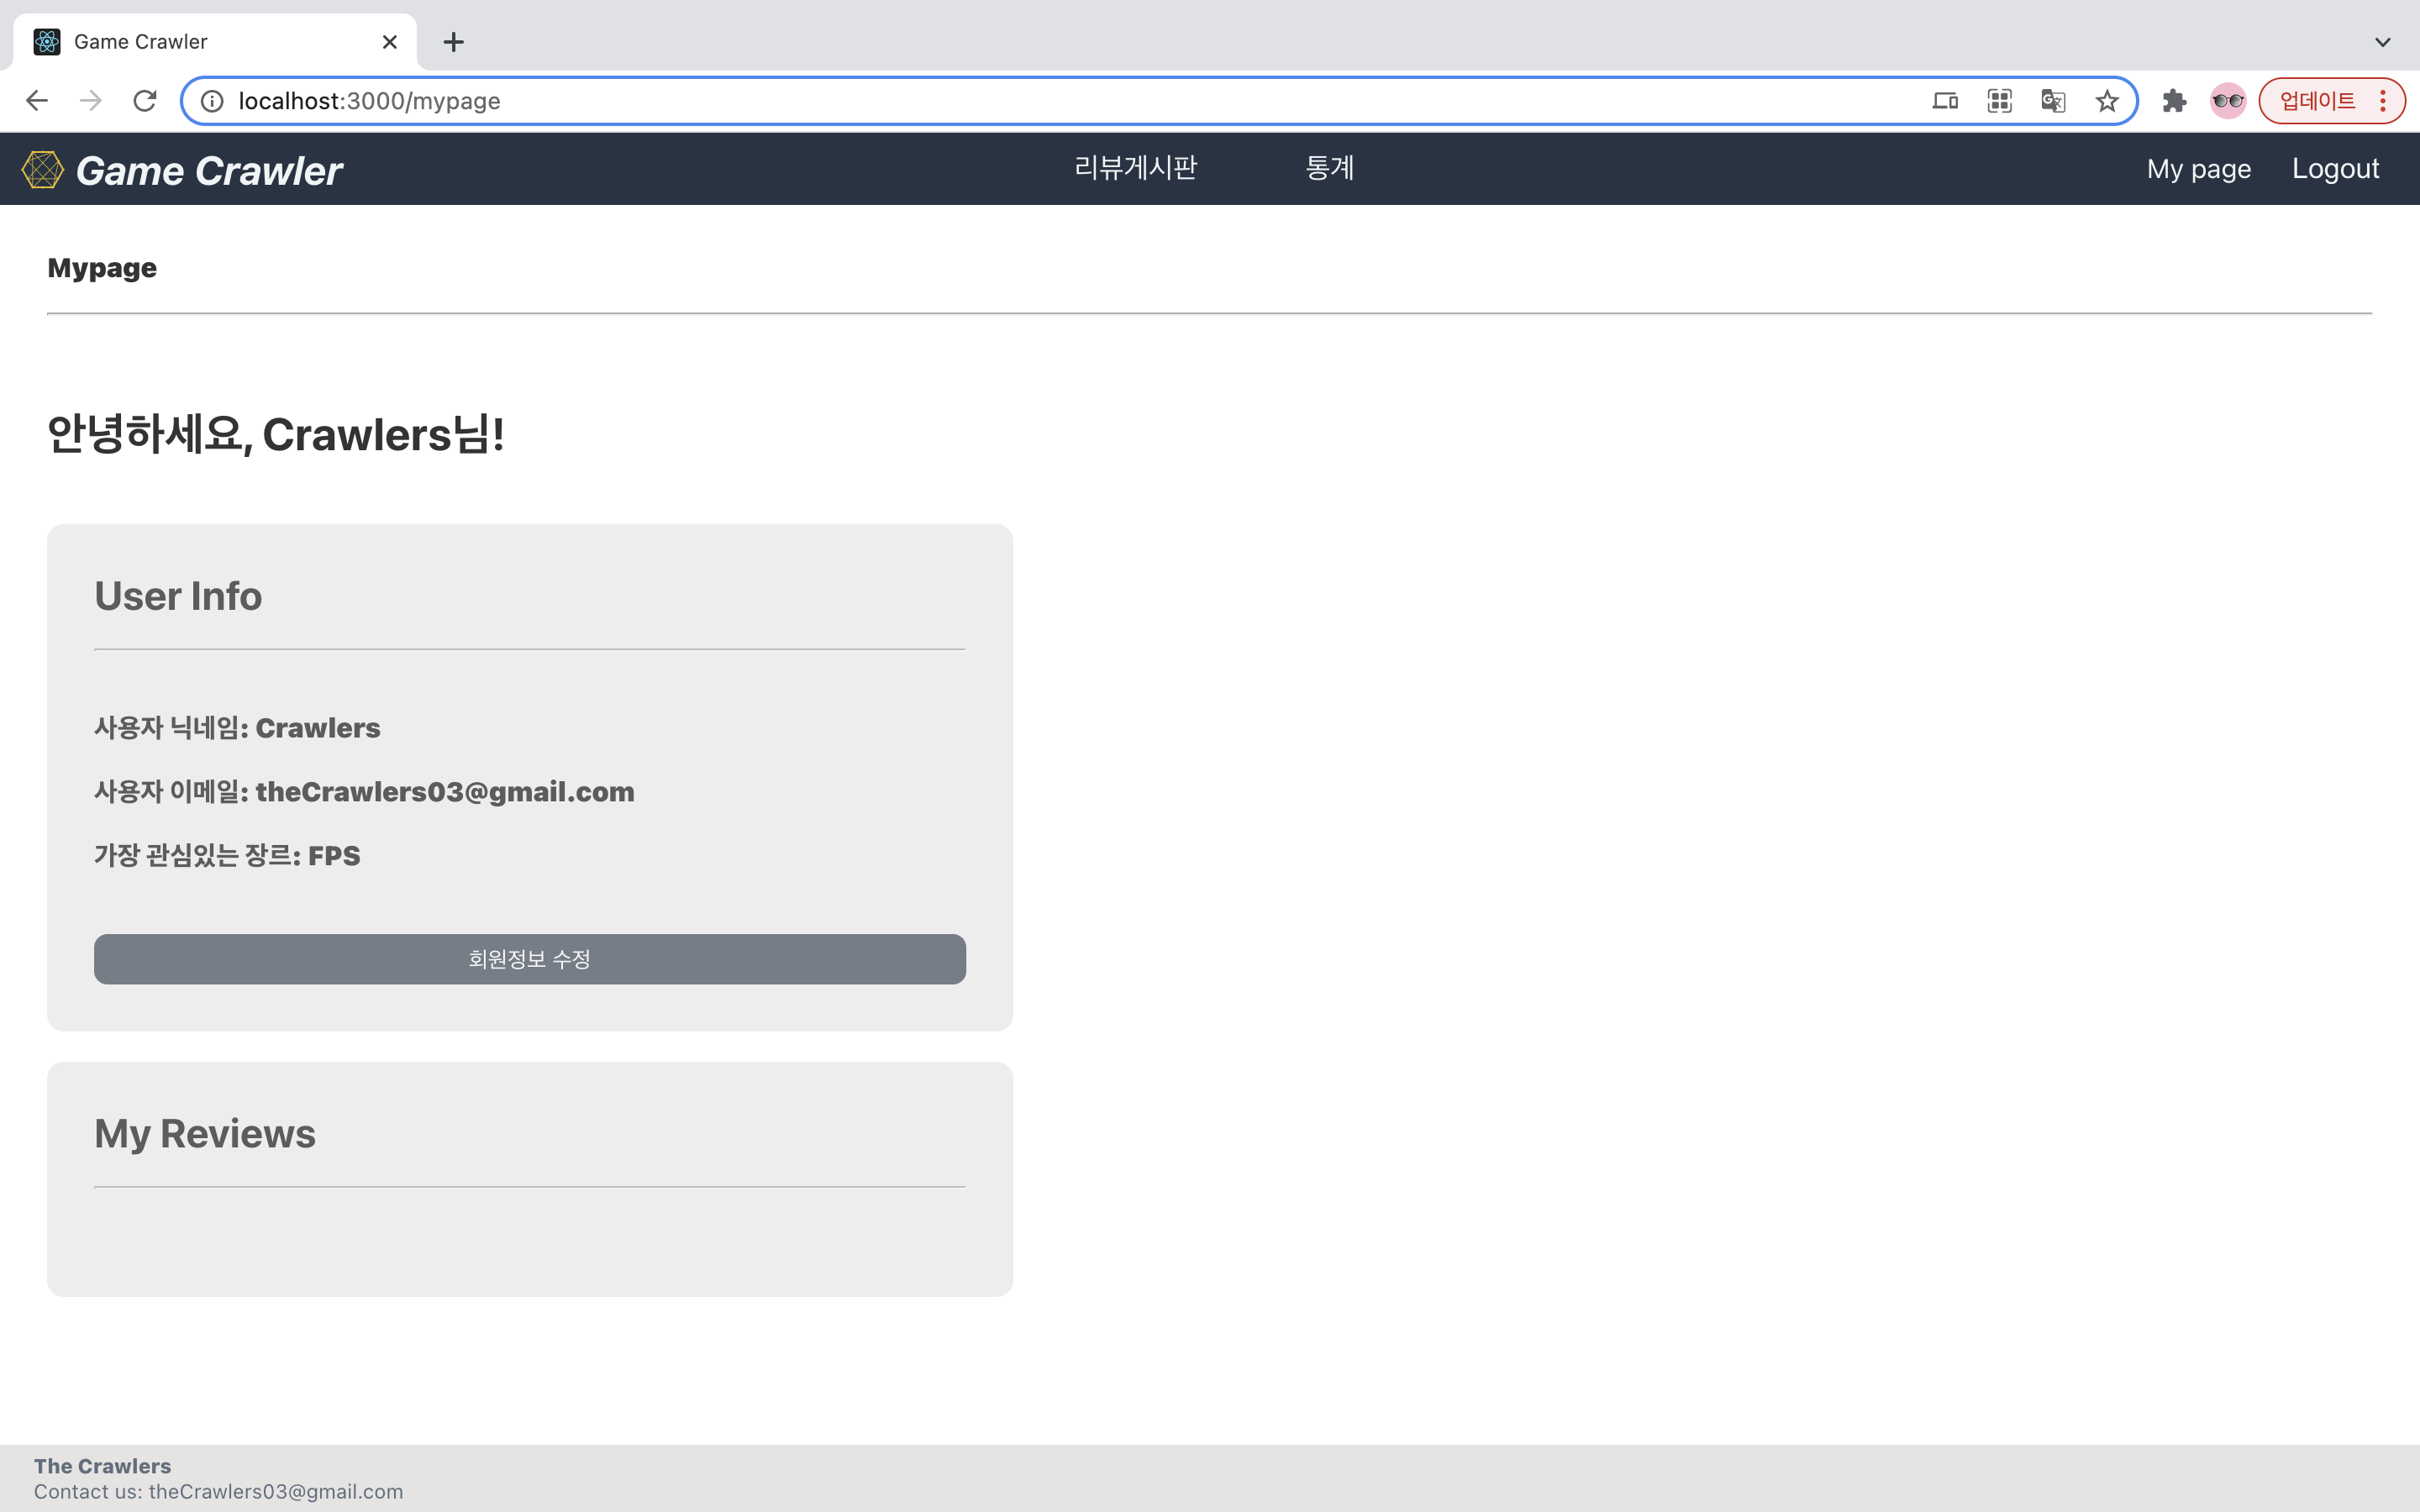 Game Crawler
localhost:3000/mypage
업데이트
Game Crawler
리뷰게시판
통계
My page
Logout
Mypage
안녕하세요, Crawlers님!
User Info
사용자 닉네임: Crawlers
사용자 이메일: theCrawlers03@gmail.com
가장 관심있는 장르: FPS
회원정보 수정
My Reviews
The Crawlers
Contact us: theCrawlers03@gmail.com